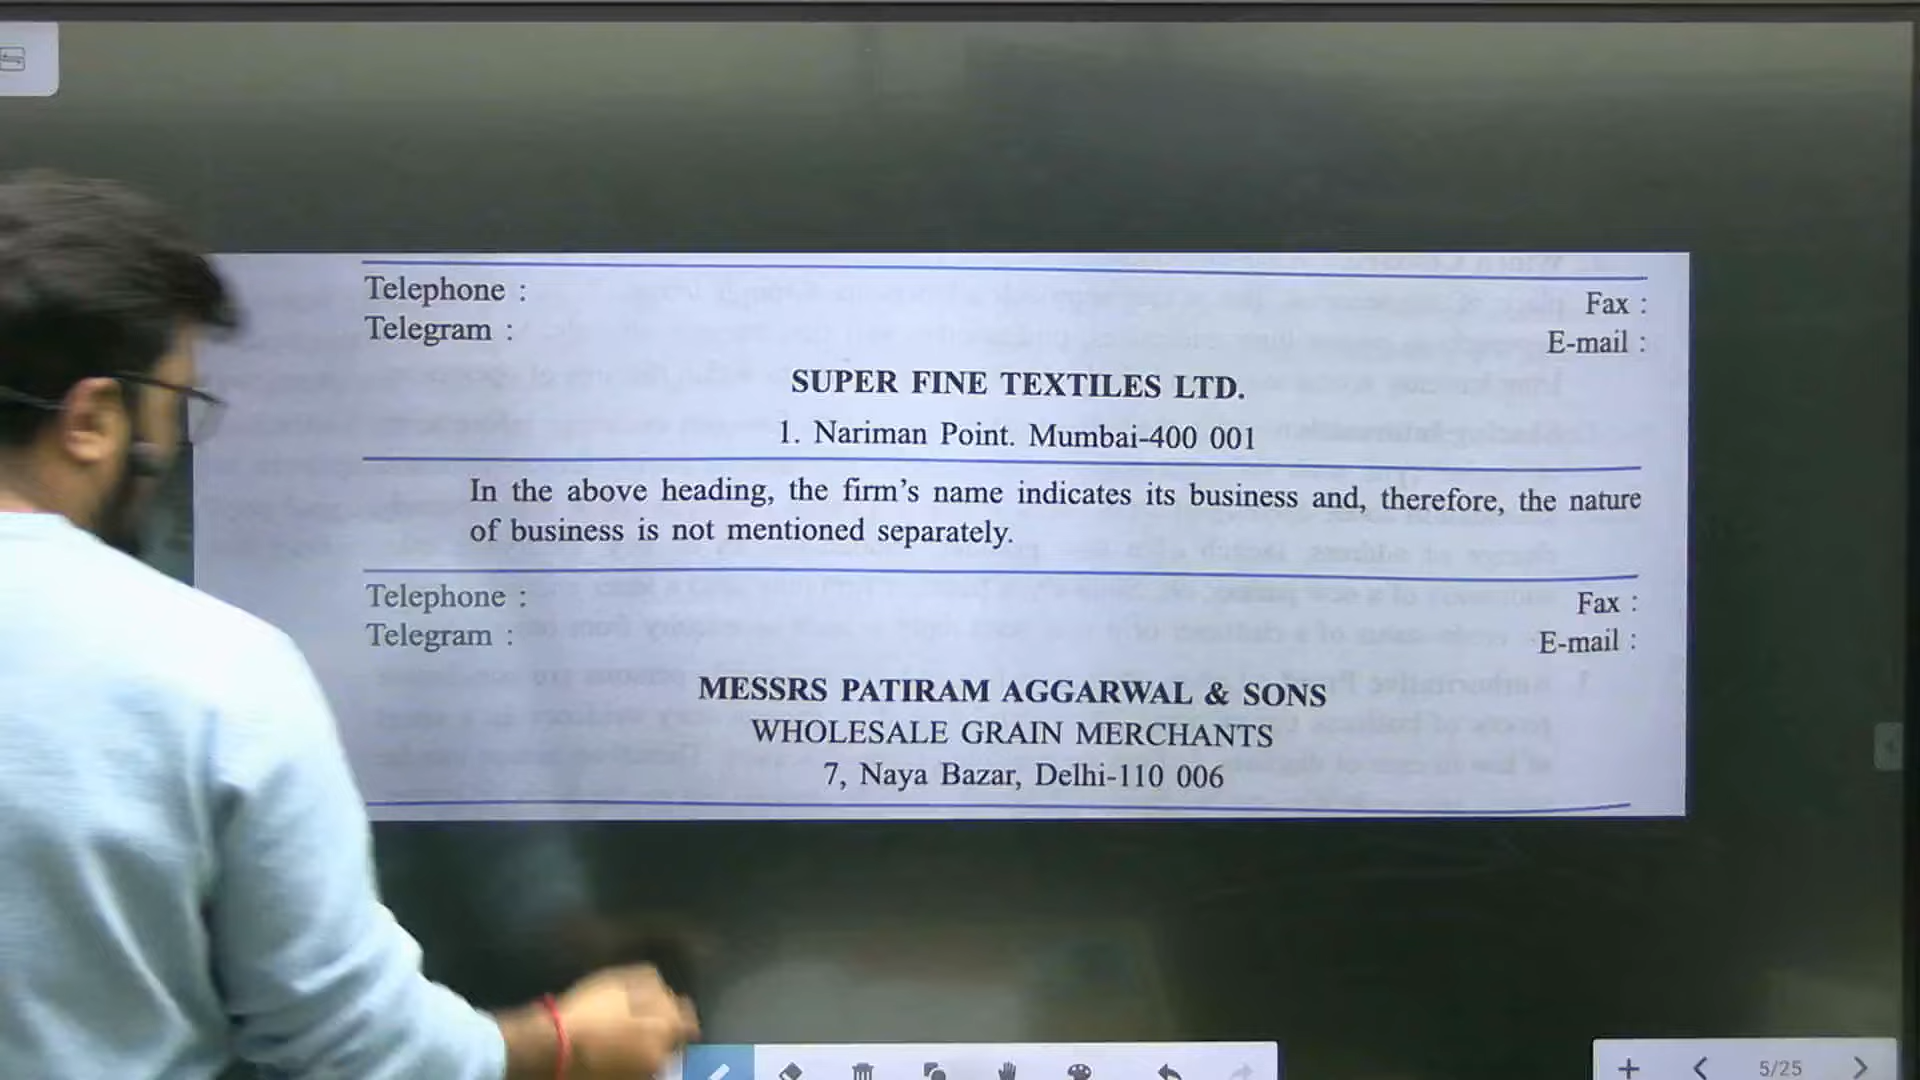 Telephone :
Fax :
Telegram :
E-mail :
SUPER FINE TEXTILES LTD.
1. Nariman Point. Mumbai-400 001
In the above heading, the firm's name indicates its business and, therefore, the nature
of business is not mentioned separately.
Telephone :
Fax :
Telegram :
E-mail :
MESSRS PATIRAM AGGARWAL & SONS
WHOLESALE GRAIN MERCHANTS
7, Naya Bazar, Delhi-110 006
5/25